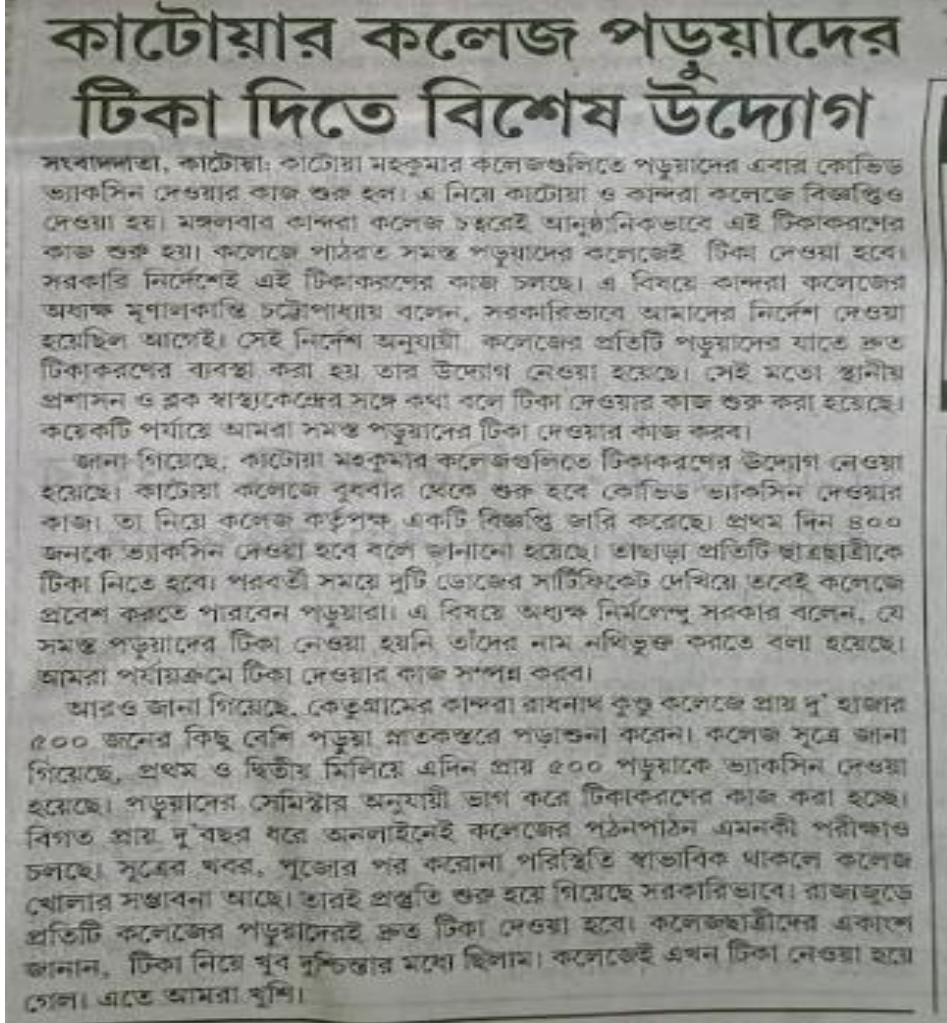 কাটোয়ার কলেজ পড়ুয়াদের
টিকা দিতে বিশেষ উদ্যোগ
সংবাদদাতা, কাটোয়া: কাটোয়া মহকুমার কলেজগুলিতে পড়ুয়াদের এবার কোভিড
ভ্যাকসিন দেওয়ার কাজ শুরু হল। এ নিয়ে কাটোয়া ও কান্দরা কলেজে বিজ্ঞপ্তিও
দেওয়া হয়। মঙ্গলবার কান্দরা কলেজ চত্বরেই আনুষ্ঠানিকভাবে এই টিকাকরণের
কাজ শুরু হয়। কলেজে পাঠরত সমস্ত পড়ুয়াদের কলেজেই টিকা দেওয়া হবে।
সরকারি নির্দেশেই এই টিকাকরণের কাজ চলছে। এ বিষয়ে কান্দরা কলেজের
অধ্যক্ষ মৃণালকান্তি চট্টোপাধ্যায় বলেন, সরকারিভাবে আমাদের নির্দেশ দেওয়া
হয়েছিল আগেই। সেই নির্দেশ অনুযায়ী কলেজের প্রতিটি পড়ুয়াদের যাতে দ্রুত
টিকাকরণের ব্যবস্থা করা হয় তার উদ্যোগ নেওয়া হয়েছে। সেই মতো স্থানীয়
প্রশাসন ও ব্লক স্বাস্থ্যকেন্দ্রের সঙ্গে কথা বলে টিকা দেওয়ার কাজ শুরু করা হয়েছে।
কয়েকটি পর্যায়ে আমরা সমস্ত পড়ুয়াদের টিকা দেওয়ার কাজ করব।
জানা গিয়েছে, কাটোয়া মহকুমার কলেজগুলিতে টিকাকরণের উদ্যোগ নেওয়া
হয়েছে। কাটোয়া কলেজে বুধবার থেকে শুরু হবে কোভিড ভ্যাকসিন দেওয়ার
কাজ। তা নিয়ে কলেজ কর্তৃপক্ষ একটি বিজ্ঞপ্তি জারি করেছে। প্রথম দিন ৪০০
জনকে ভ্যাকসিন দেওয়া হবে বলে জানানো হয়েছে। তাছাড়া প্রতিটি ছাত্রছাত্রীকে
টিকা নিতে হবে। পরবর্তী সময়ে দুটি ডোজের সার্টিফিকেট দেখিয়ে তবেই কলেজে
প্রবেশ করতে পারবেন পড়ুয়ারা। এ বিষয়ে অধ্যক্ষ নির্মলেন্দু সরকার বলেন, যে
সমস্ত পড়ুয়াদের টিকা নেওয়া হয়নি তাঁদের নাম নথিভুক্ত করতে বলা হয়েছে।
আমরা পর্যায়ক্রমে টিকা দেওয়ার কাজ সম্পন্ন করব।
আরও জানা গিয়েছে, কেতুগ্রামের কান্দরা রাধানাথ কুণ্ডু কলেজে প্রায় দু' হাজার
৫০০ জনের কিছু বেশি পড়ুয়া স্নাতকস্তরে পড়াশুনা করেন। কলেজ সূত্রে জানা
গিয়েছে, প্রথম ও দ্বিতীয় মিলিয়ে এদিন প্রায় ৫০০ পড়ুয়াকে ভ্যাকসিন দেওয়া
হয়েছে। পড়ুয়াদের সেমিস্টার অনুযায়ী ভাগ করে টিকাকরণের কাজ করা হচ্ছে।
বিগত প্রায় দু'বছর ধরে অনলাইনেই কলেজের পঠনপাঠন এমনকী পরীক্ষাও
চলছে। সূত্রের খবর, পুজোর পর করোনা পরিস্থিতি স্বাভাবিক থাকলে কলেজ
খোলার সম্ভাবনা আছে। তারই প্রস্তুতি শুরু হয়ে গিয়েছে সরকারিভাবে। রাজ্যজুড়ে
প্রতিটি কলেজের পড়ুয়াদেরই দ্রুত টিকা দেওয়া হবে। কলেজছাত্রীদের একাংশ
জানান, টিকা নিয়ে খুব দুশ্চিন্তার মধ্যে ছিলাম। কলেজেই এখন টিকা নেওয়া হয়ে
গেল। এতে আমরা খুশি।